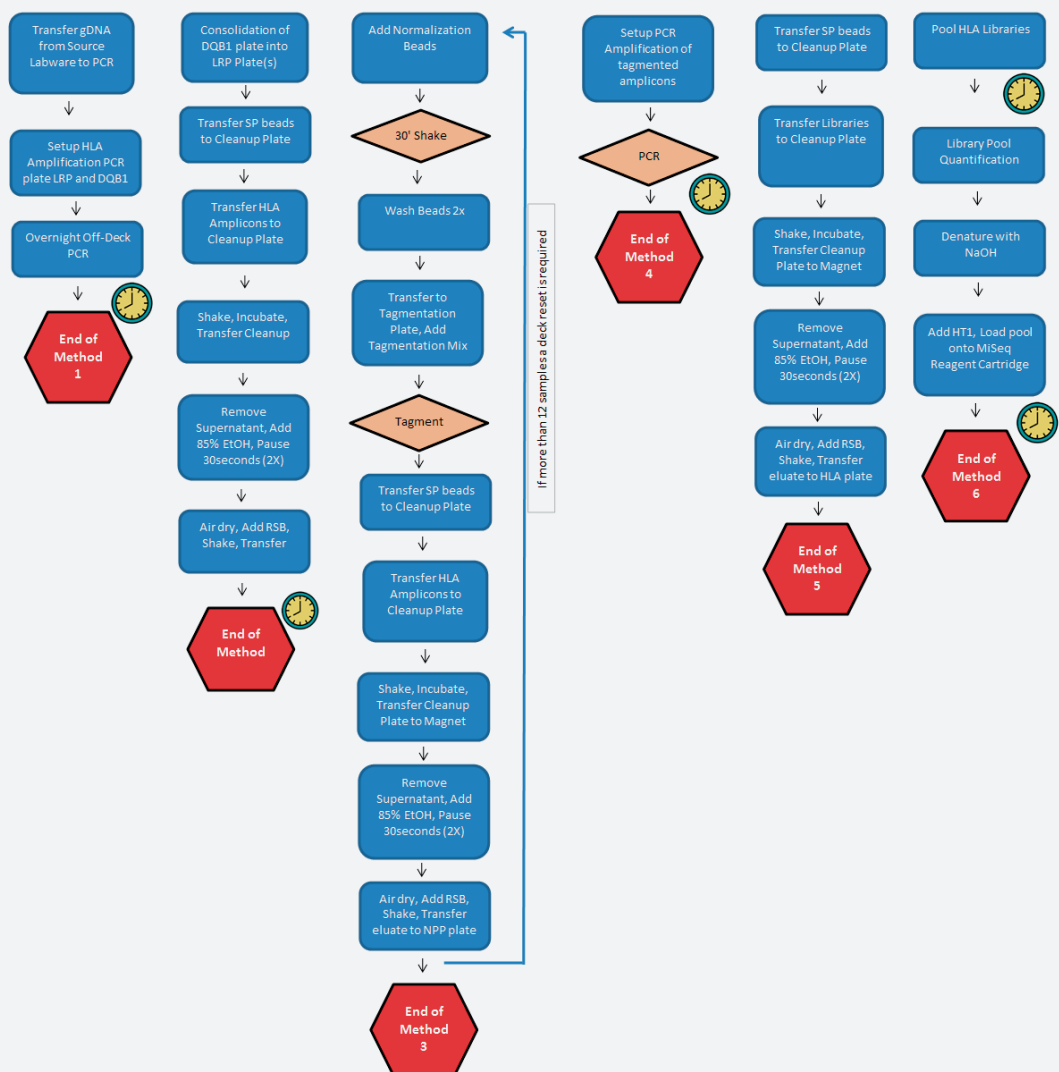 Transfer gDNA
from Source
Labware to PCR
Setup HLA
Amplification PCR
plate LRP and DQB1
Overnight Off-Deck
PCR
End of
Method
1
Consolidation of
DQB1 plate into
LRP Plate(s)
Transfer SP beads
to Cleanup Plate
Transfer HLA
Amplicons to
Cleanup Plate
Shake, Incubate,
Transfer Cleanup
Remove
Supernatant, Add
85% EtOH, Pause
30seconds (2X)
Air dry, Add RSB,
Shake, Transfer
End of
Method
Add Normalization
Beads
30' Shake
Wash Beads 2x
Transfer to
Tagmentation
Plate, Add
Tagmentation Mix
Tagment
Transfer SP beads
to Cleanup Plate
Transfer HLA
Amplicons to
Cleanup Plate
Shake, Incubate,
Transfer Cleanup
Plate to Magnet
Remove
Supernatant, Add
85% EtOH, Pause
30seconds (2X)
Air dry, Add RSB,
Shake, Transfer
eluate to NPP plate
End of
Method
3
If more than 12 samples a deck reset is required
Setup PCR
Amplification of
tagmented
amplicons
PCR
End of
Method
4
Transfer SP beads
to Cleanup Plate
Transfer Libraries
to Cleanup Plate
Shake, Incubate,
Transfer Cleanup
Plate to Magnet
Remove
Supernatant, Add
85% EtOH, Pause
30seconds (2X)
Air dry, Add RSB,
Shake, Transfer
eluate to HLA plate
End of
Method
5
Pool HLA Libraries
Library Pool
Quantification
Denature with
NaOH
Add HT1, Load pool
onto MiSeq
Reagent Cartridge
End of
Method
6